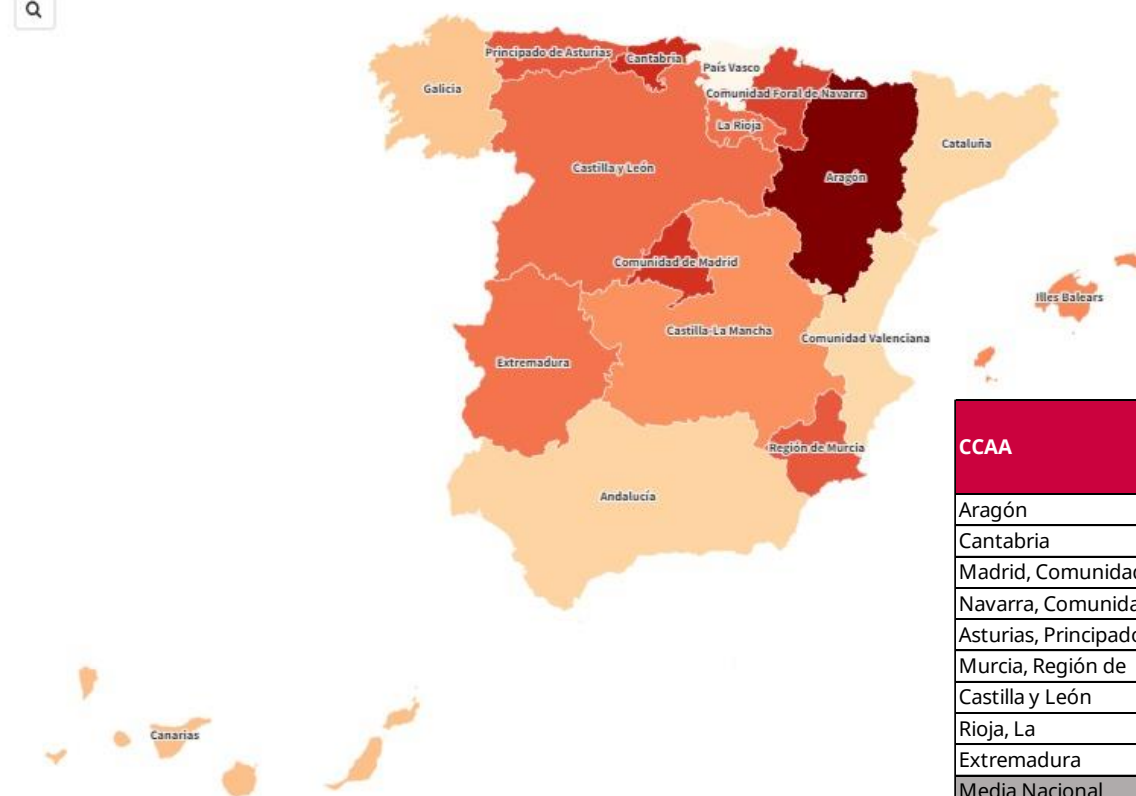 Principado de Asturias
Cantabria
País Vasco
Galicia
Comunidad Foral de Navarra
La Rioja
Cataluña
Castilla y León
Aragón
Comunidad de Madrid
Illes Balears
Castilla-La Mancha
Comunidad Valenciana
Extremadura
Región de Murcia
Andalucía
Canarias
CCAA
Aragón
Cantabria
Madrid, Comunidad
Navarra, Comunida
Asturias, Principado
Murcia, Región de
Castilla y León
Rioja, La
Extremadura
Media Nacional